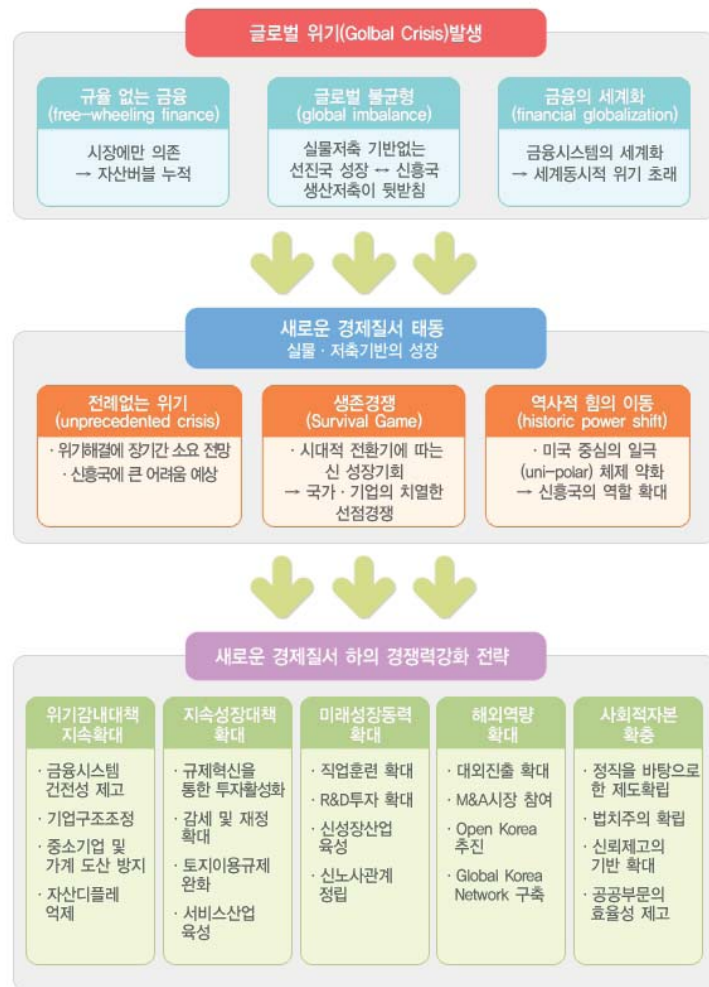 글로벌 위기(Golbal Crisis)발생
규율 없는 금융
(free-wheeling finance)
시장에만 의존
→ 자산버블 누적
글로벌 불균형
(global imbalance)
실물저축 기반없는
선진국 성장 ↔ 신흥국
생산저축이 뒷받침
금융의 세계화
(financial globalization)
금융시스템의 세계화
→ 세계동시적 위기 초래
새로운 경제질서 태동
실물 · 저축기반의 성장
전례없는 위기
(unprecedented crisis)
· 위기해결에 장기간 소요 전망
· 신흥국에 큰 어려움 예상
생존경쟁
(Survival Game)
· 시대적 전환기에 따는
신 성장기회
→ 국가 · 기업의 치열한
선점경쟁
역사적 힘의 이동
(historic power shift)
· 미국 중심의 일극
(uni-polar) 체제 약화
→ 신흥국의 역할 확대
새로운 경제질서 하의 경쟁력강화 전략
위기감내대책
지속확대
· 금융시스템
건전성 제고
· 기업구조조정
· 중소기업 및
가계 도산 방지
· 자산디플레
억제
지속성장대책
확대
· 규제혁신을
통한 투자활성화
· 감세 및 재정
확대
· 토지이용규제
완화
· 서비스산업
육성
미래성장동력
확대
· 직업훈련 확대
· R&D투자 확대
· 신성장산업
육성
· 신노사관계
정립
해외역량
확대
· 대외진출 확대
· M&A시장 참여
· Open Korea
추진
· Global Korea
Network 구축
사회적자본
확충
· 정직을 바탕으로
한 제도확립
· 법치주의 확립
· 신뢰제고의
기반 확대
· 공공부문의
효율성 제고